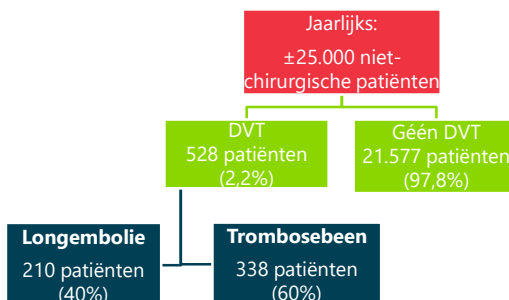 Jaarlijks:
±25.000 niet-
chirurgische patiënten
DVT
528 patiënten
(2,2%)
Géén DVT
21.577 patiënten
(97,8%)
Longembolie
210 patiënten
(40%)
Trombosebeen
338 patiënten
(60%)